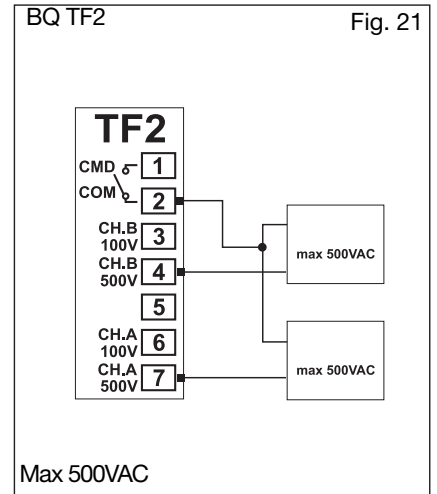 BQ TF2
Fig. 21
TF2
CMD
1
COM
2
CH.B
100V
3
CH.B
500V
4
5
CH.A
100V
6
CH.A
500V
7
max 500VAC
max 500VAC
Max 500VAC